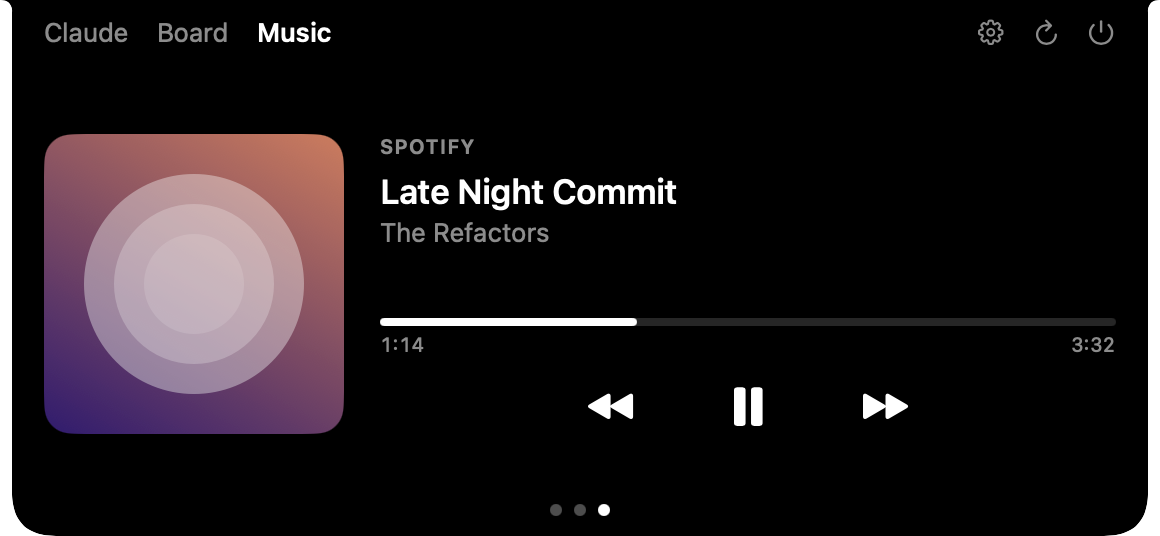 Claude Board Music
SPOTIFY
Late Night Commit
The Refactors
1:14 3:32